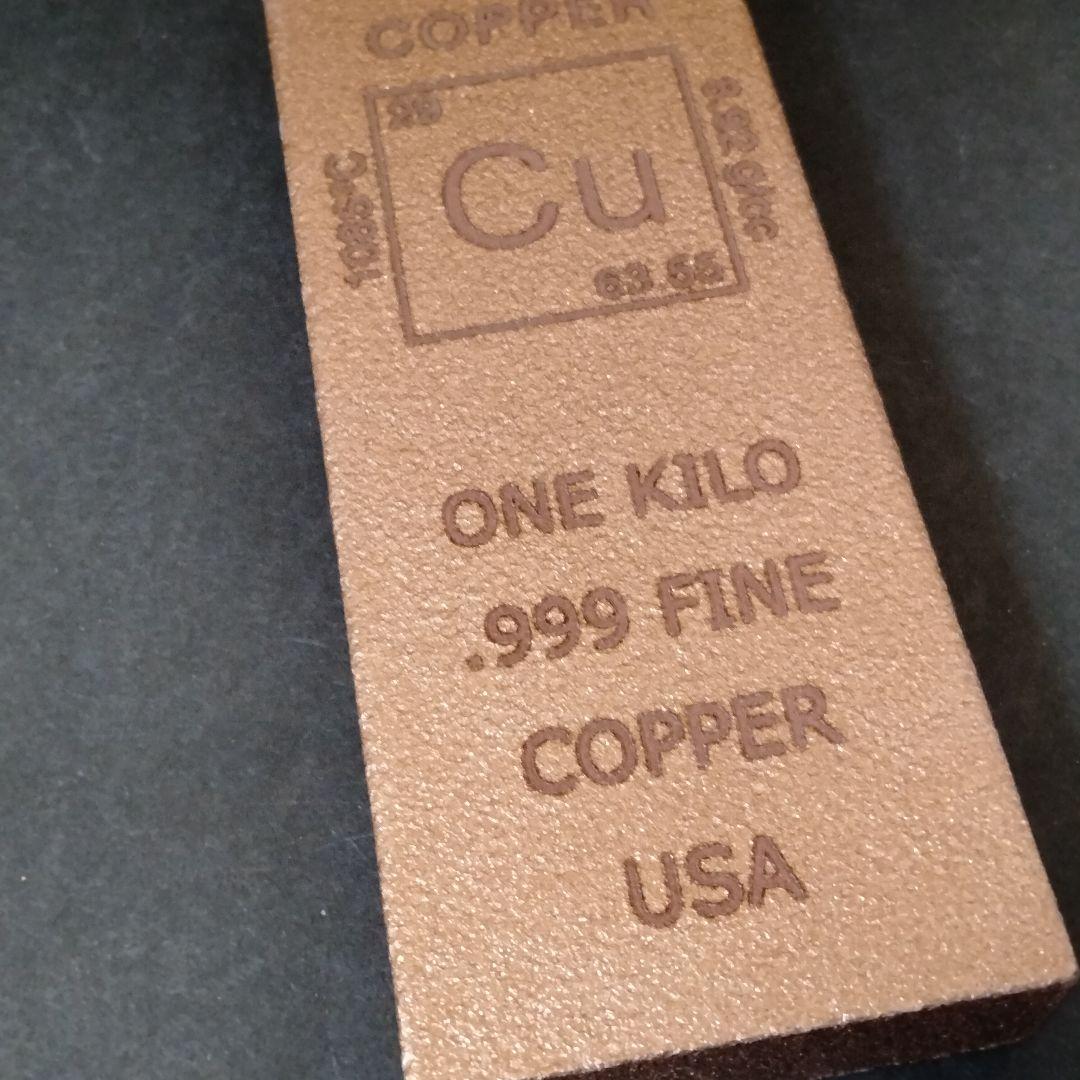 COPPER
29
Cu
63.55
1085°C
8.92 g/cc
ONE KILO
.999 FINE
COPPER
USA